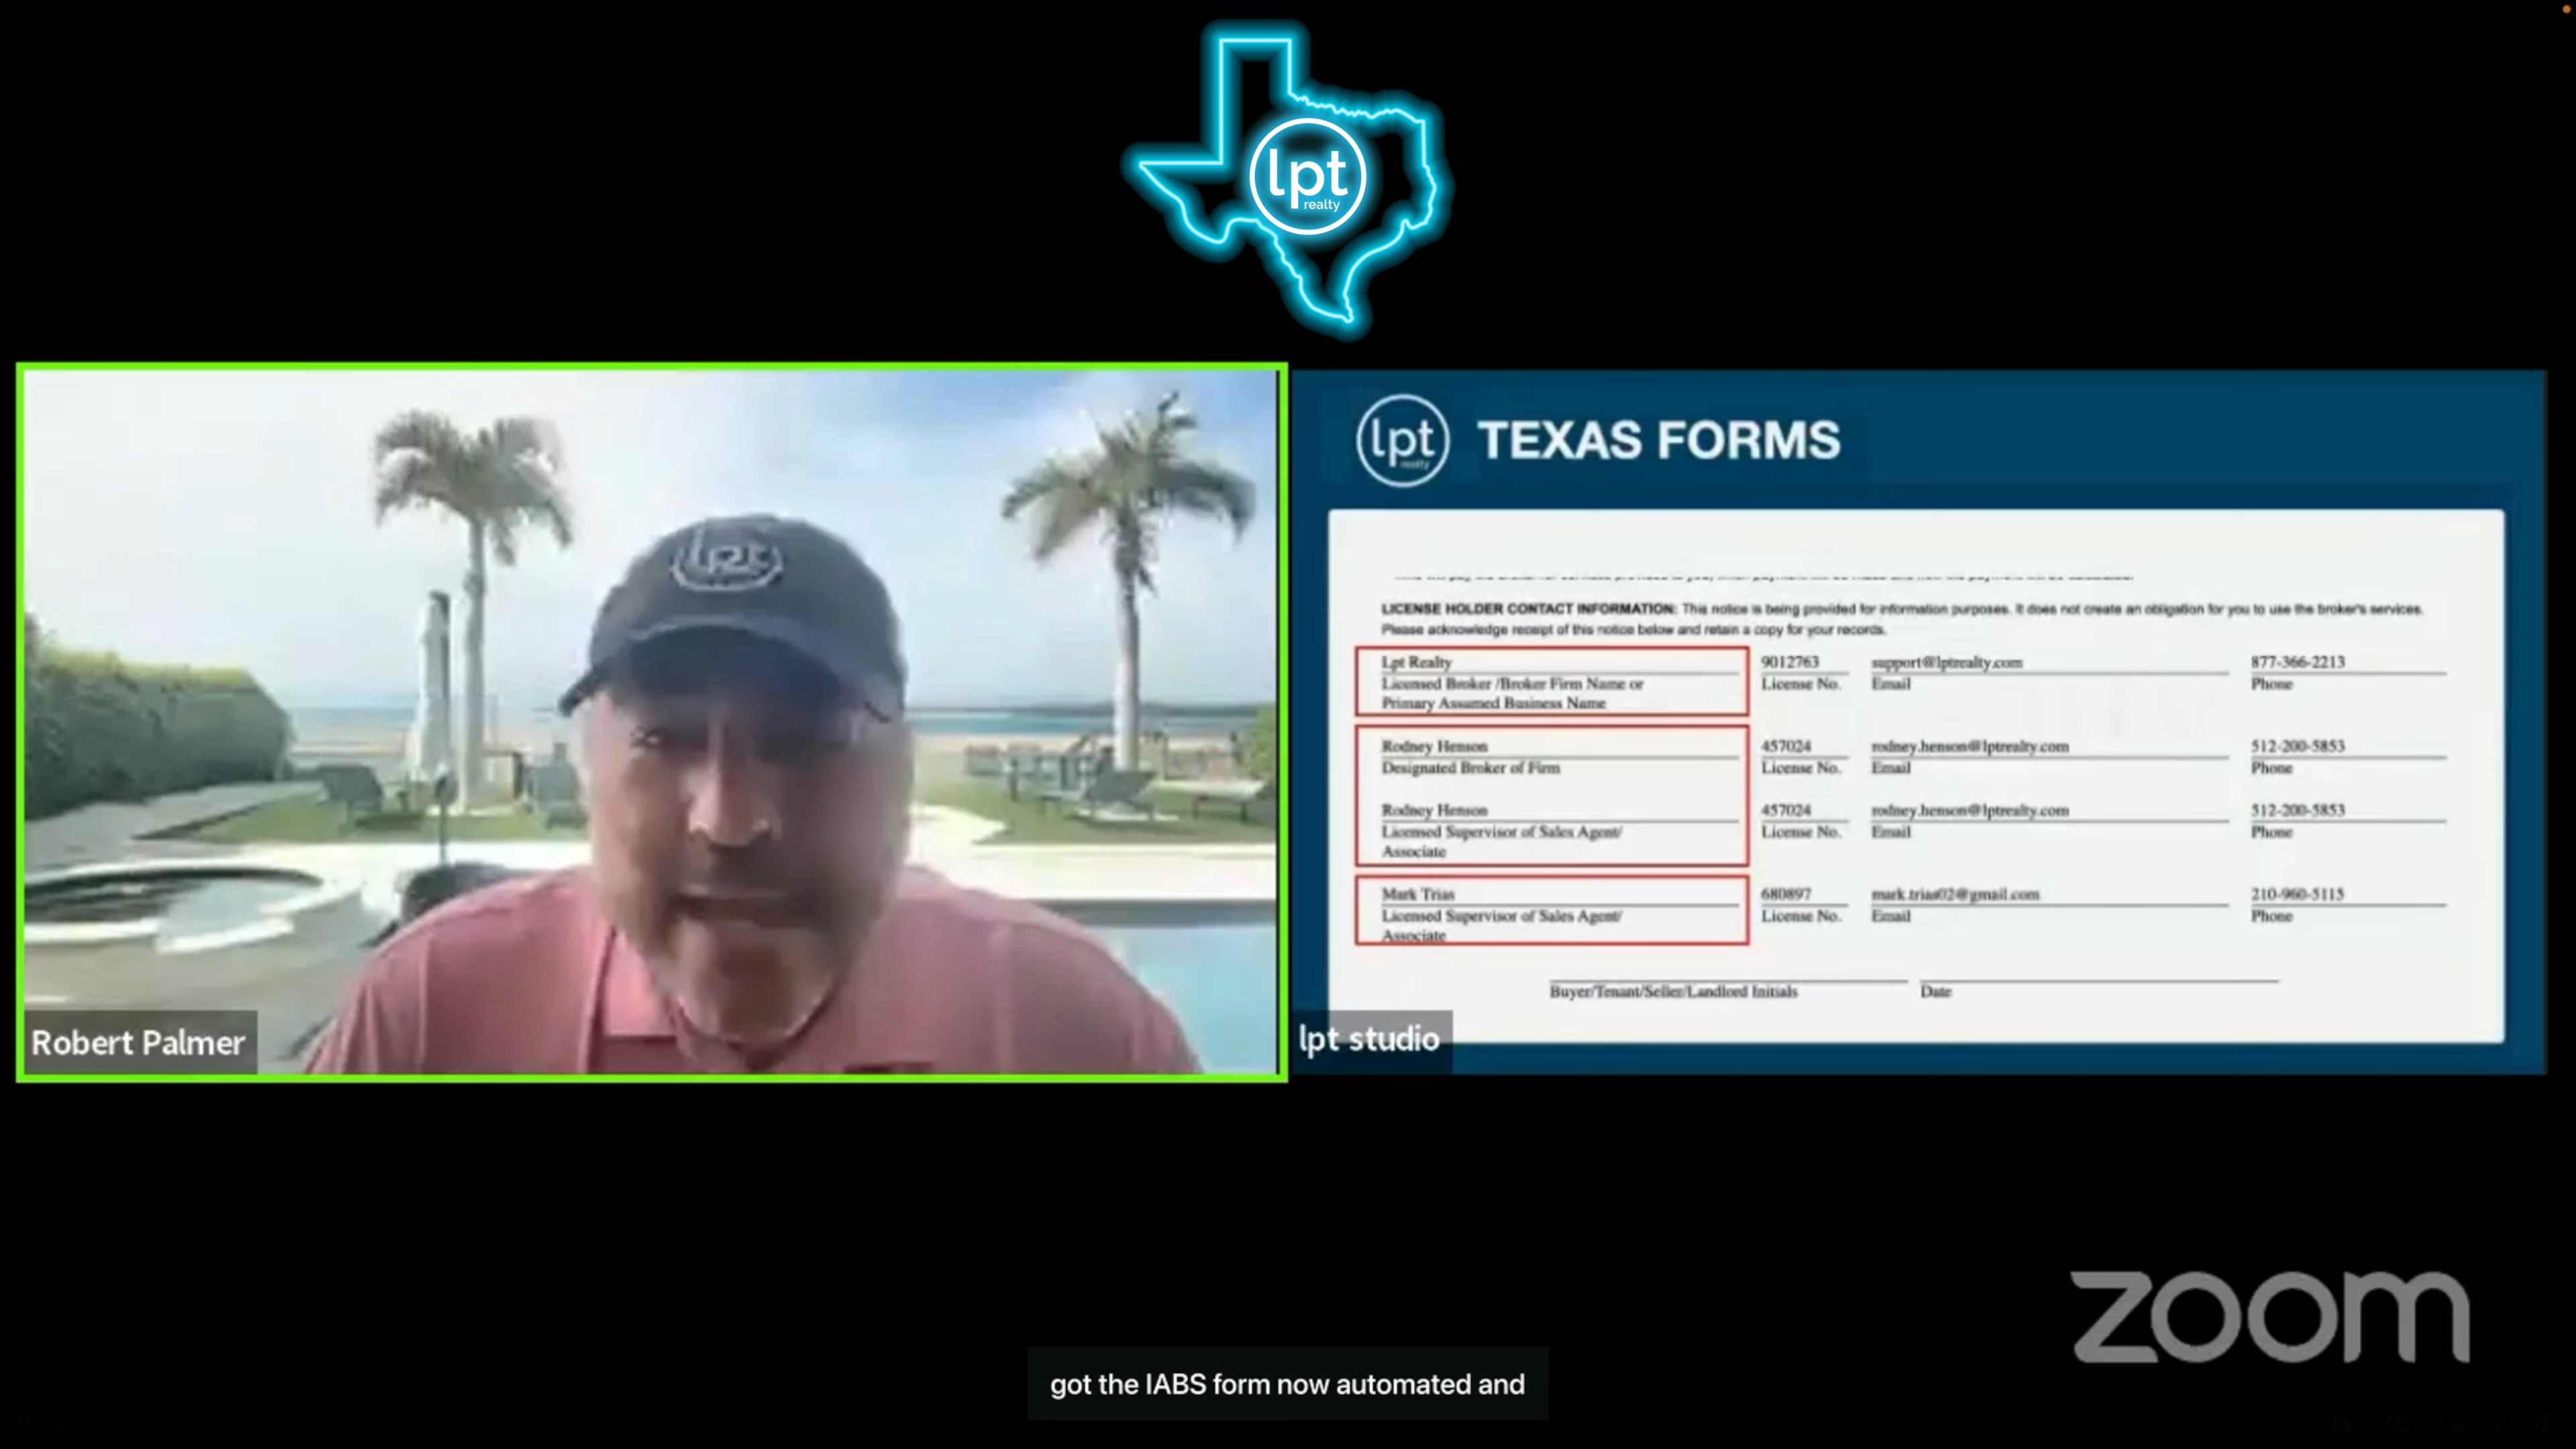 lpt
realty
lpt
Robert Palmer
lpt
realty
TEXAS FORMS
LICENSE HOLDER CONTACT INFORMATION: This notice is being provided for information purposes. It does not create an obligation for you to use the broker's services.
Please acknowledge receipt of this notice below and retain a copy for your records.
Lpt Realty 9012763 support@lptrealty.com 877-366-2213
Licensed Broker /Broker Firm Name or License No. Email Phone
Primary Assumed Business Name
Rodney Henson 457024 rodney.henson@lptrealty.com 512-200-5853
Designated Broker of Firm License No. Email Phone
Rodney Henson 457024 rodney.henson@lptrealty.com 512-200-5853
Licensed Supervisor of Sales Agent/ License No. Email Phone
Associate
Mark Trias 680897 mark.trias02@gmail.com 210-960-5115
Licensed Supervisor of Sales Agent/ License No. Email Phone
Associate
Buyer/Tenant/Seller/Landlord Initials Date
lpt studio
zoom
got the IABS form now automated and